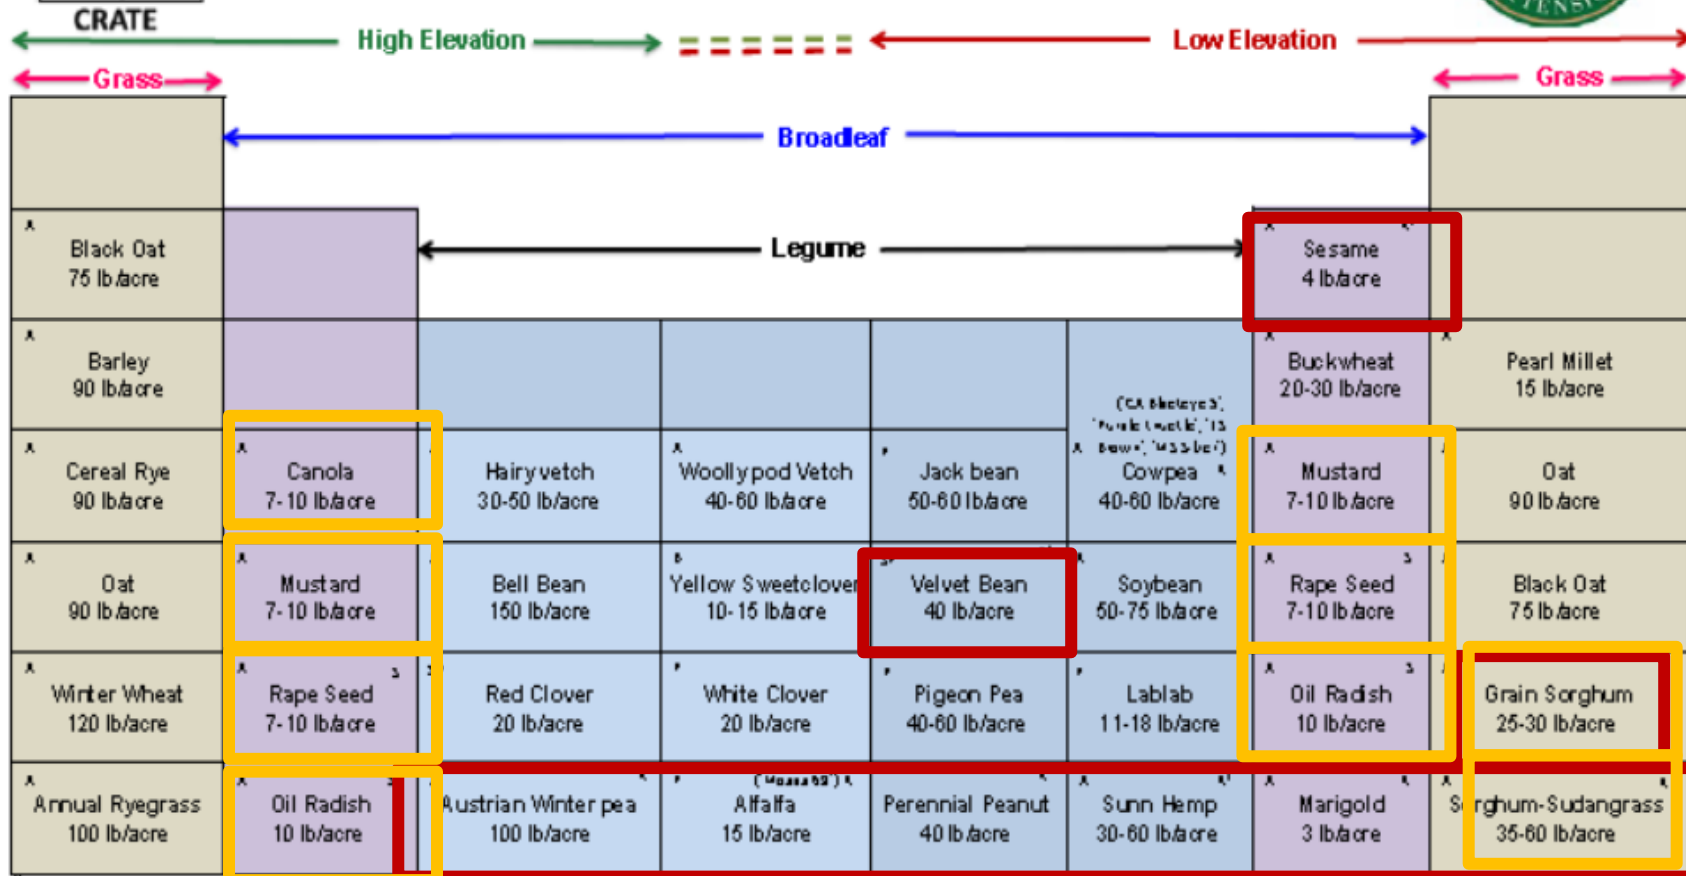 CRATE
TENSI
High Elevation
Low Elevation
Grass
Grass
Broadleaf
Legume
A
Black Oat
75 lb/acre
A
Sesame
4 lb/acre
A
Barley
90 lb/acre
A
Buckwheat
20-30 lb/acre
A
Pearl Millet
15 lb/acre
A
Cereal Rye
90 lb/acre
A
Canola
7-10 lb/acre
Hairy vetch
30-50 lb/acre
A
Woollypod Vetch
40-60 lb/acre
P
Jack bean
50-60 lb/acre
A
Cowpea
40-60 lb/acre
A
Mustard
7-10 lb/acre
Oat
90 lb/acre
A
Oat
90 lb/acre
A
Mustard
7-10 lb/acre
Bell Bean
150 lb/acre
B
Yellow Sweetclover
10-15 lb/acre
Velvet Bean
40 lb/acre
A
Soybean
50-75 lb/acre
A
S
Rape Seed
7-10 lb/acre
Black Oat
75 lb/acre
A
Winter Wheat
120 lb/acre
A
S
Rape Seed
7-10 lb/acre
Red Clover
20 lb/acre
P
White Clover
20 lb/acre
P
Pigeon Pea
40-60 lb/acre
P
Lablab
11-18 lb/acre
A
S
Oil Radish
10 lb/acre
Grain Sorghum
25-30 lb/acre
A
Annual Ryegrass
100 lb/acre
A
Oil Radish
10 lb/acre
Austrian Winter pea
100 lb/acre
P
Alfalfa
15 lb/acre
Perennial Peanut
40 lb/acre
A
Sunn Hemp
30-60 lb/acre
A
Marigold
3 lb/acre
A
Sorghum-Sudangrass
35-60 lb/acre